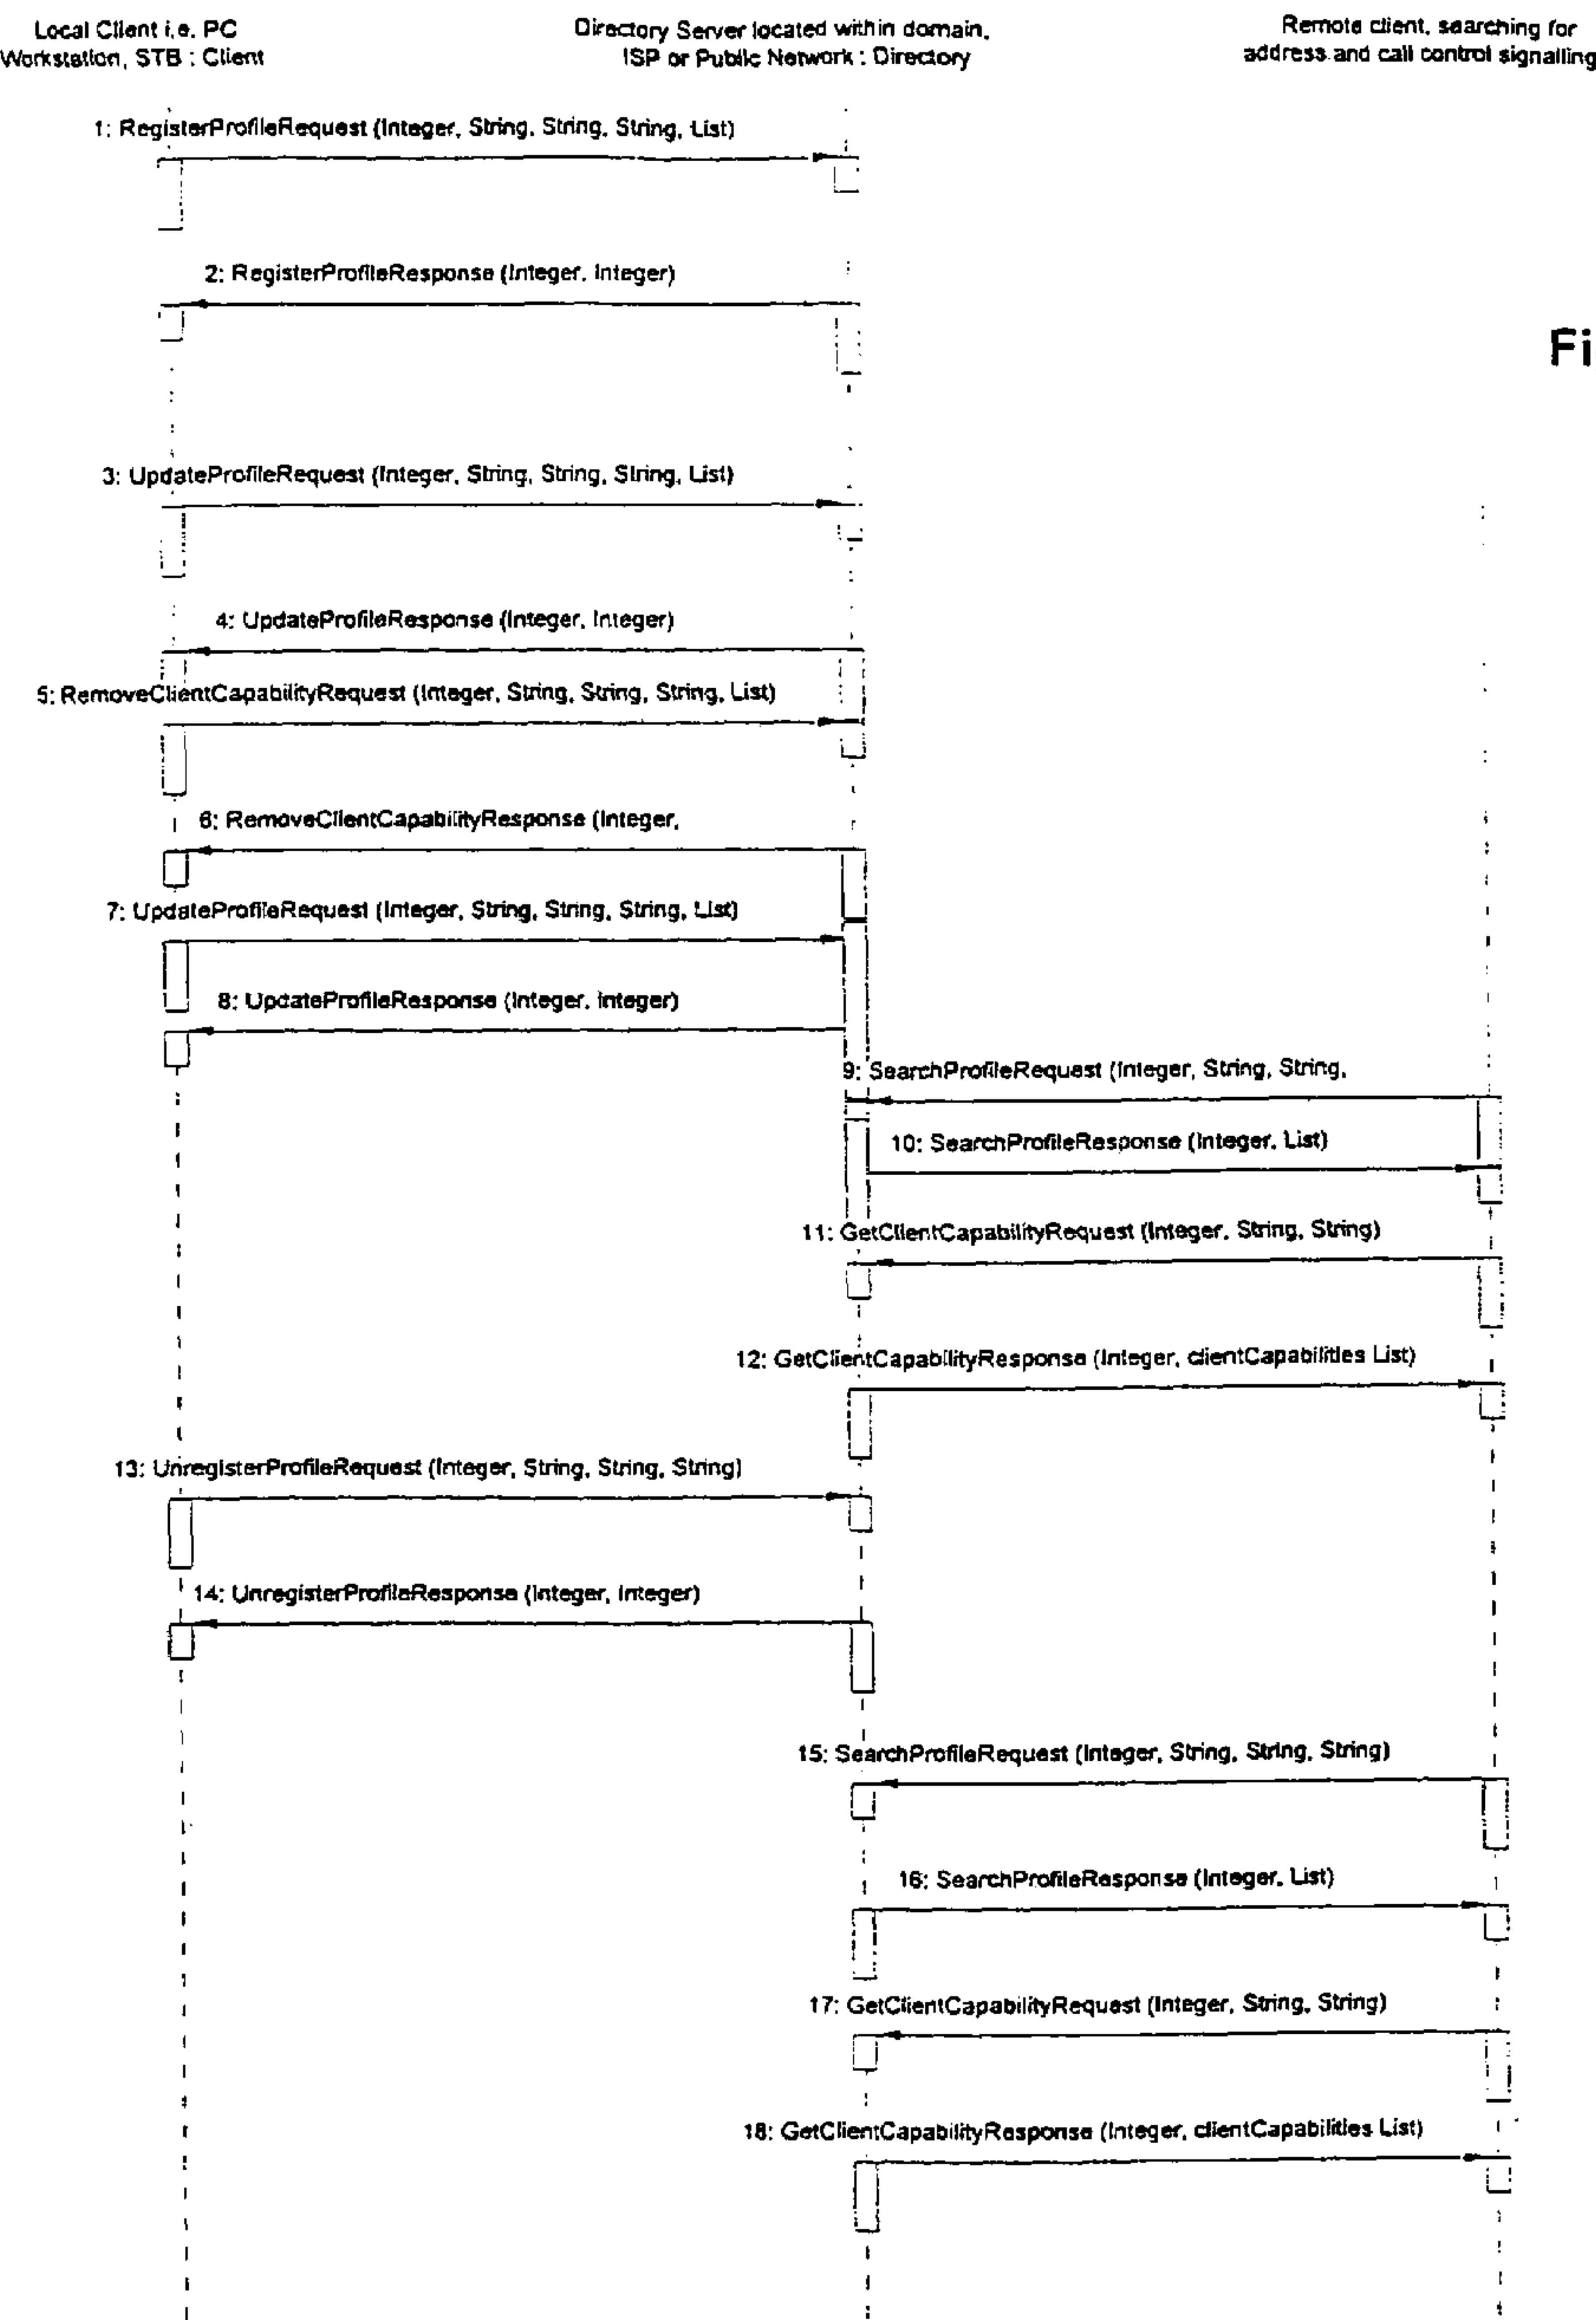 Local Client i.e. PC
Workstation, STB : Client
Directory Server located within domain,
ISP or Public Network : Directory
Remote client, searching for
address and call control signalling
1: RegisterProfileRequest (Integer, String, String, String, List)
2: RegisterProfileResponse (Integer, Integer)
Fi
3: UpdateProfileRequest (Integer, String, String, String, List)
4: UpdateProfileResponse (Integer, Integer)
5: RemoveClientCapabilityRequest (Integer, String, String, String, List)
6: RemoveClientCapabilityResponse (Integer,
7: UpdateProfileRequest (Integer, String, String, String, List)
8: UpdateProfileResponse (Integer, Integer)
9: SearchProfileRequest (Integer, String, String,
10: SearchProfileResponse (Integer, List)
11: GetClientCapabilityRequest (Integer, String, String)
12: GetClientCapabilityResponse (Integer, clientCapabilities List)
13: UnregisterProfileRequest (Integer, String, String, String)
14: UnregisterProfileResponse (Integer, Integer)
15: SearchProfileRequest (Integer, String, String, String)
16: SearchProfileResponse (Integer, List)
17: GetClientCapabilityRequest (Integer, String, String)
18: GetClientCapabilityResponse (Integer, clientCapabilities List)